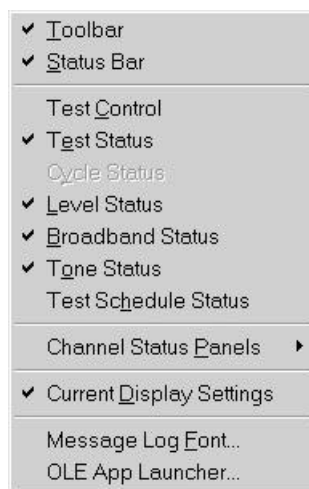 Toolbar
Status Bar
Test Control
Test Status
Cycle Status
Level Status
Broadband Status
Tone Status
Test Schedule Status
Channel Status Panels
Current Display Settings
Message Log Font...
OLE App Launcher...